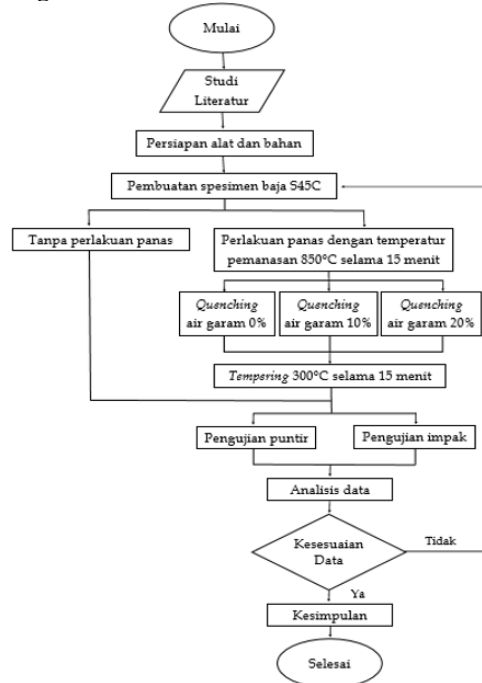 Mulai
Studi
Literatur
Persiapan alat dan bahan
Pembuatan spesimen baja S45C
Tanpa perlakuan panas
Perlakuan panas dengan temperatur
pemanasan 850°C selama 15 menit
Quenching
air garam 0%
Quenching
air garam 10%
Quenching
air garam 20%
Tempering 300°C selama 15 menit
Pengujian puntir
Pengujian impak
Analisis data
Kesesuaian
Data
Tidak
Ya
Kesimpulan
Selesai